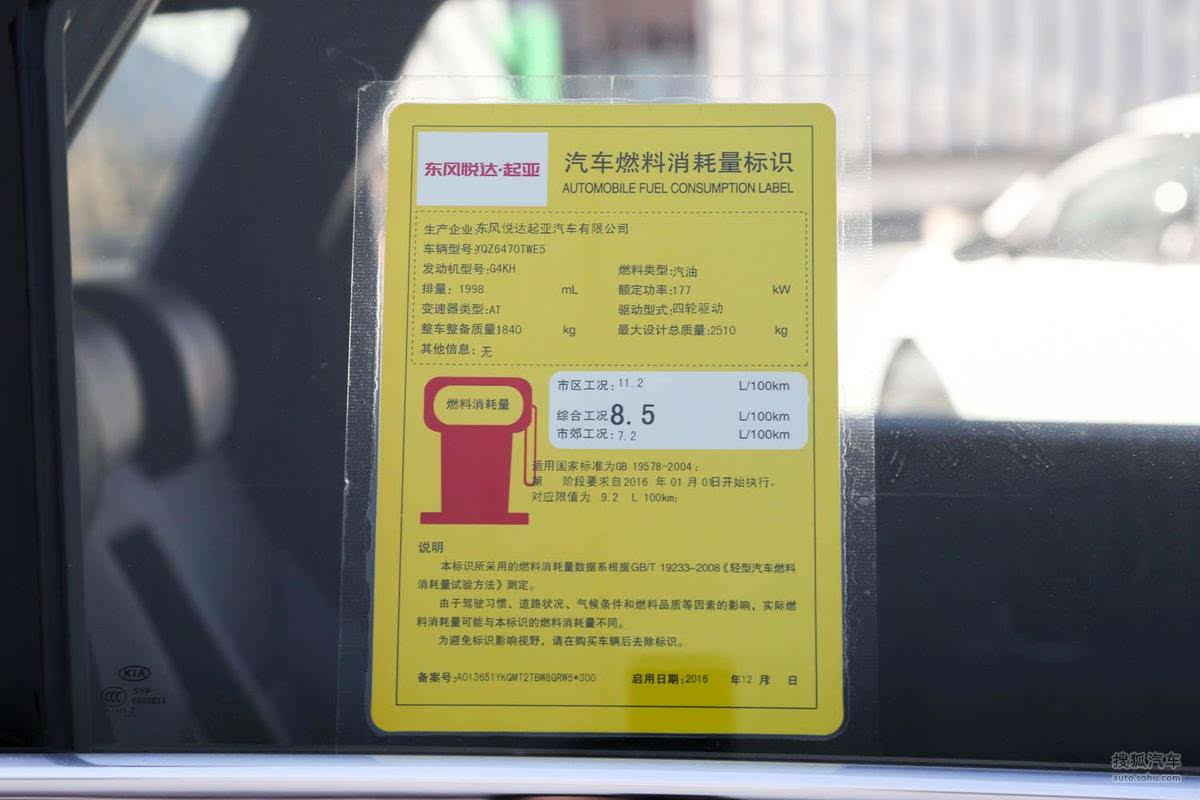 东风悦达·起亚
汽车燃料消耗量标识
AUTOMOBILE FUEL CONSUMPTION LABEL
生产企业:东风悦达起亚汽车有限公司
车辆型号:YQZ6470TWE5
发动机型号:G4KH 燃料类型:汽油
排量: 1998 mL 额定功率:177 kW
变速器类型:AT 驱动型式:四轮驱动
整车整备质量1840 kg 最大设计总质量:2510 kg
其他信息: 无
燃料消耗量
市区工况: 11.2 L/100km
综合工况 8.5 L/100km
市郊工况: 7.2 L/100km
适用国家标准为GB 19578-2004;
第 阶段要求自2016 年 01 月 01日开始执行,
对应限值为 9.2 L 100km;
说明
本标识所采用的燃料消耗量数据系根据GB/T 19233-2008《轻型汽车燃料
消耗量试验方法》测定。
由于驾驶习惯、道路状况、气候条件和燃料品质等因素的影响，实际燃
料消耗量可能与本标识的燃料消耗量不同。
为避免标识影响视野，请在购买车辆后去除标识。
备案号:A013651YKQMT2TBW8GRW5*300 启用日期:2016 年12 月 日
KIA
CCC
SYP
搜狐汽车
auto.sohu.com